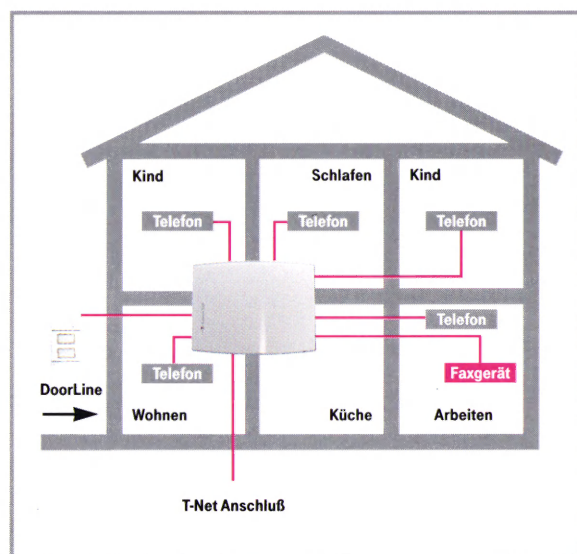 Kind
Schlafen
Kind
Telefon
Telefon
Telefon
Telefon
Telefon
Faxgerät
DoorLine
Wohnen
Küche
Arbeiten
T-Net Anschluß